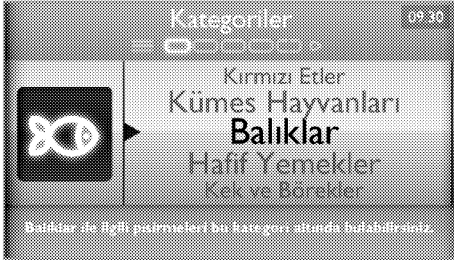 Kategoriler
09:30
Kırmızı Etler
Kümes Hayvanları
Balıklar
Hafif Yemekler
Kek ve Börekler
Balıklar ile ilgili pişirmeleri bu kategori altında bulabilirsiniz.